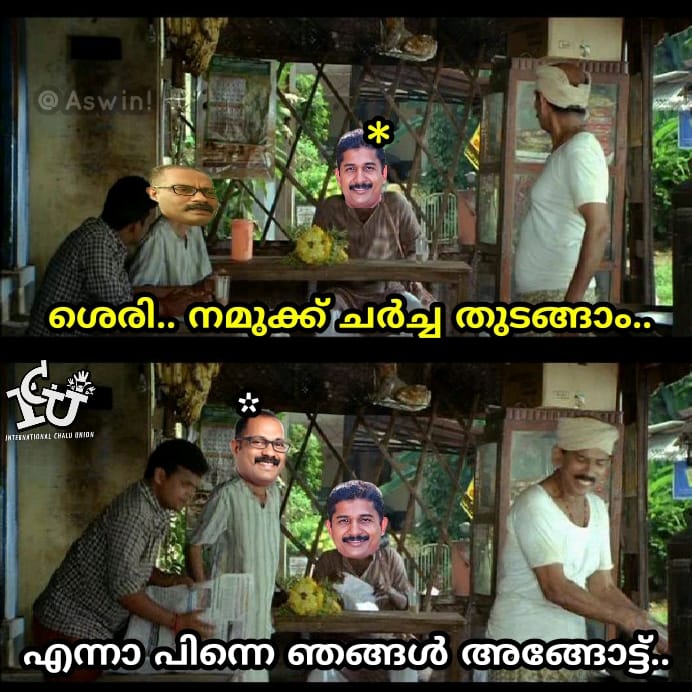 @Aswin!
*
ശെരി.. നമുക്ക് ചർച്ച തുടങ്ങാം..
ICU
INTERNATIONAL CHALU UNION
*
എന്നാ പിന്നെ ഞങ്ങൾ അങ്ങോട്ട്..